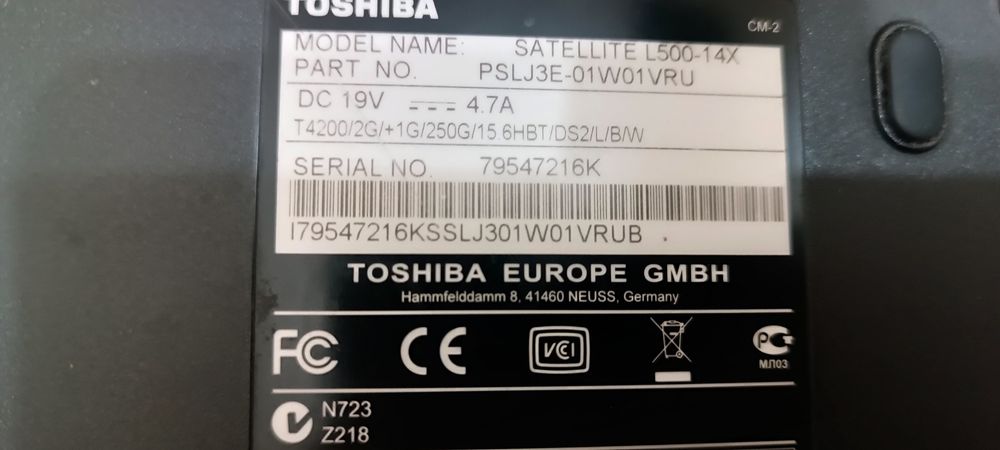 TOSHIBA
CM-2
MODEL NAME: SATELLITE L500-14X
PART NO. PSLJ3E-01W01VRU
DC 19V 4.7A
T4200/2G/+1G/250G/15.6HBT/DS2/L/B/W
SERIAL NO. 79547216K
I79547216KSSLJ301W01VRUB
TOSHIBA EUROPE GMBH
Hammfelddamm 8, 41460 NEUSS, Germany
FC CE VCI PC
МЛ03
N723
Z218